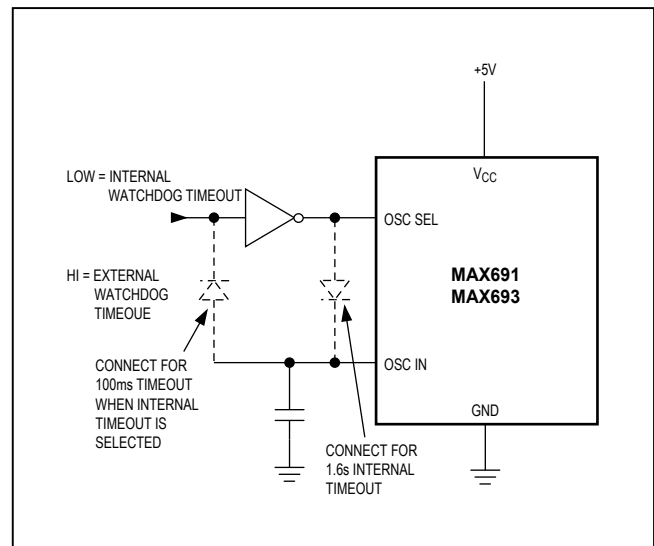 +5V
VCC
LOW = INTERNAL
WATCHDOG TIMEOUT
OSC SEL
MAX691
MAX693
HI = EXTERNAL
WATCHDOG
TIMEOUE
OSC IN
CONNECT FOR
100ms TIMEOUT
WHEN INTERNAL
TIMEOUT IS
SELECTED
GND
CONNECT FOR
1.6s INTERNAL
TIMEOUT